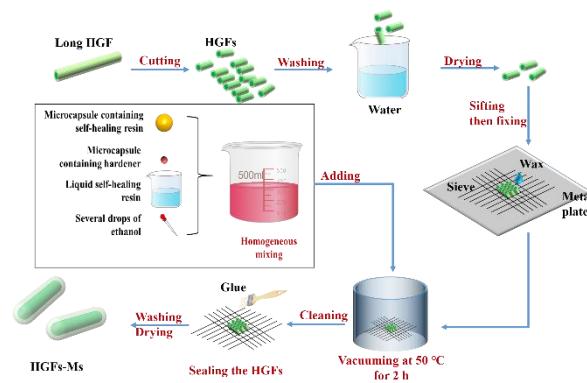 Long HGF
HGFs
Cutting
Washing
Water
Drying
Sifting
then fixing
Microcapsule containing
self-healing resin
Microcapsule
containing hardener
Liquid self-healing
resin
Several drops of
ethanol
500ml
Homogeneous
mixing
Adding
Wax
Sieve
Metal
plate
Vacuuming at 50 °C
for 2 h
Cleaning
Glue
Sealing the HGFs
Washing
Drying
HGFs-Ms